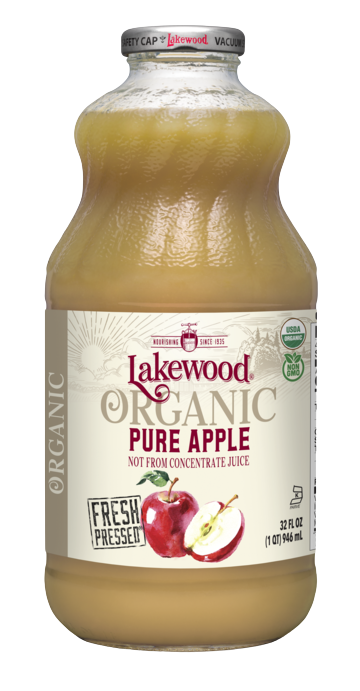 FETY CAP Lakewood VACUUM
NOURISHING SINCE 1935
Lakewood®
ORGANIC
PURE APPLE
NOT FROM CONCENTRATE JUICE
USDA
ORGANIC
NON
GMO
ORGANIC
FRESH
PRESSED
32 FL OZ
(1 QT) 946 mL